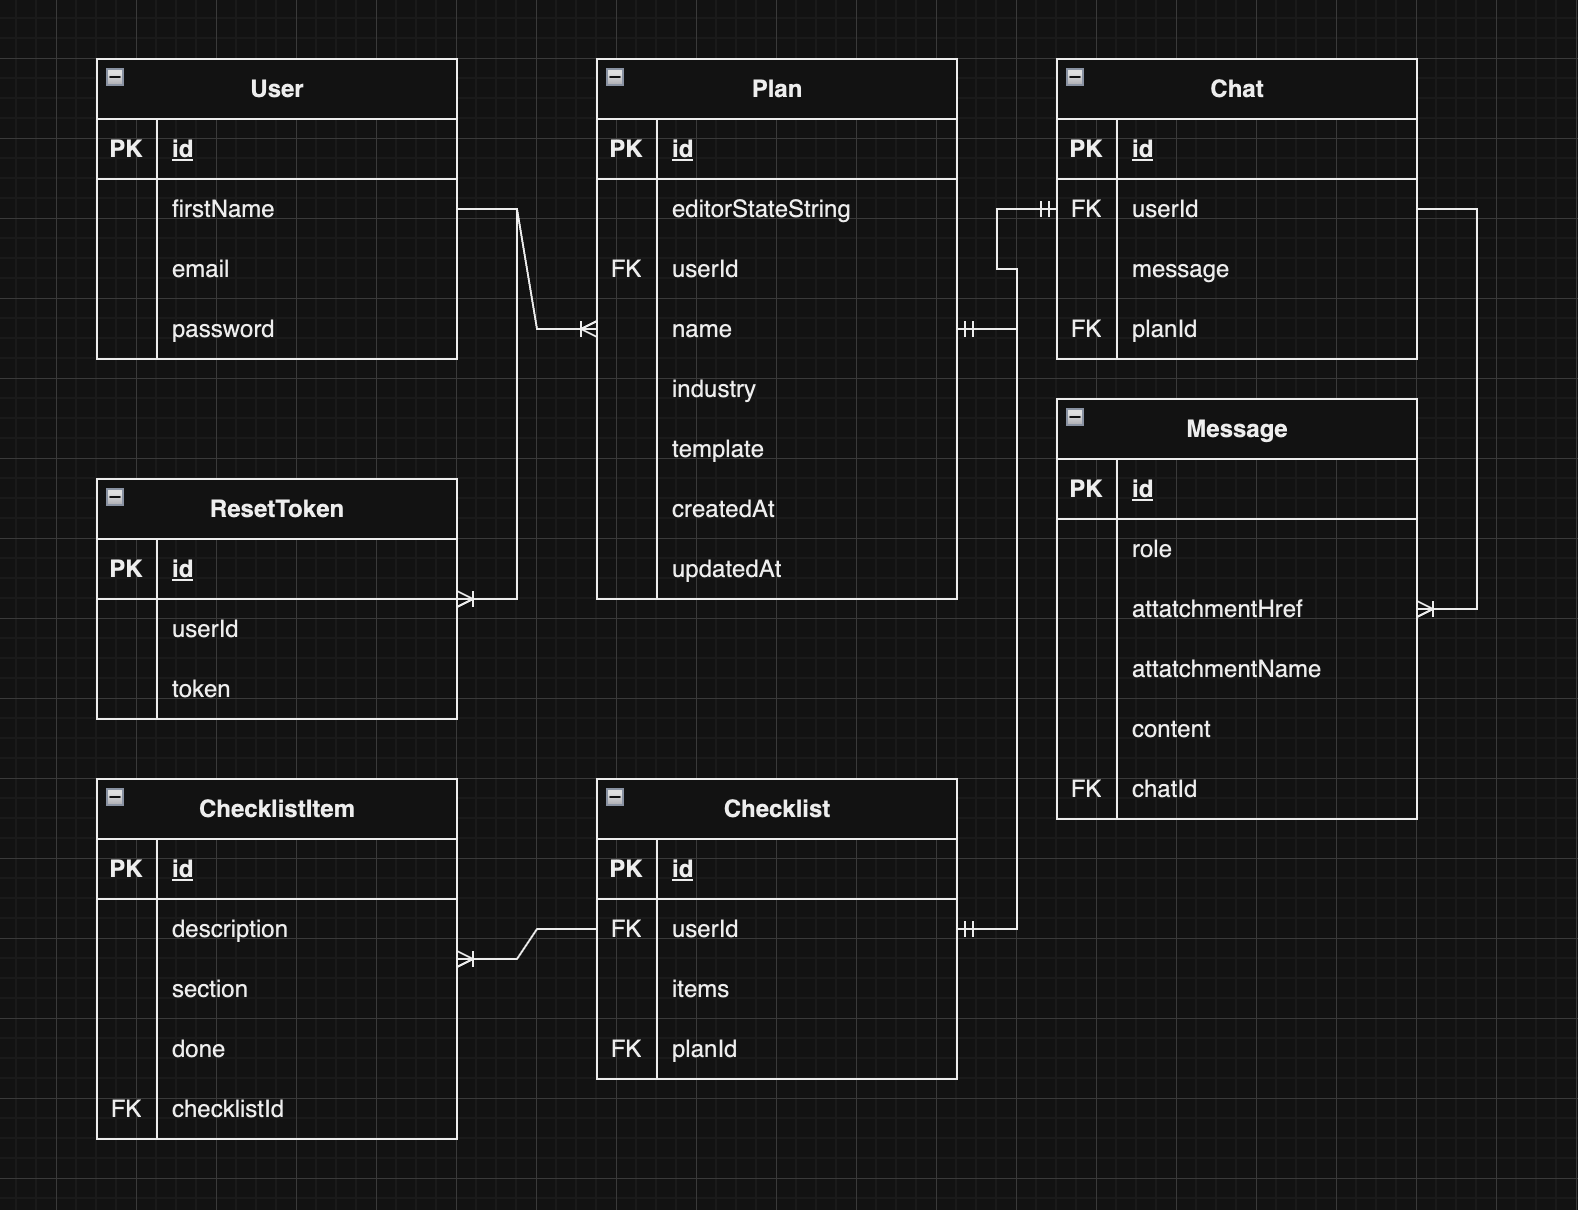 User
PK id
firstName
email
password
Plan
PK id
editorStateString
FK userId
name
industry
template
createdAt
updatedAt
Chat
PK id
FK userId
message
FK planId
Message
PK id
role
attatchmentHref
attatchmentName
content
FK chatId
ResetToken
PK id
userId
token
ChecklistItem
PK id
description
section
done
FK checklistId
Checklist
PK id
FK userId
items
FK planId